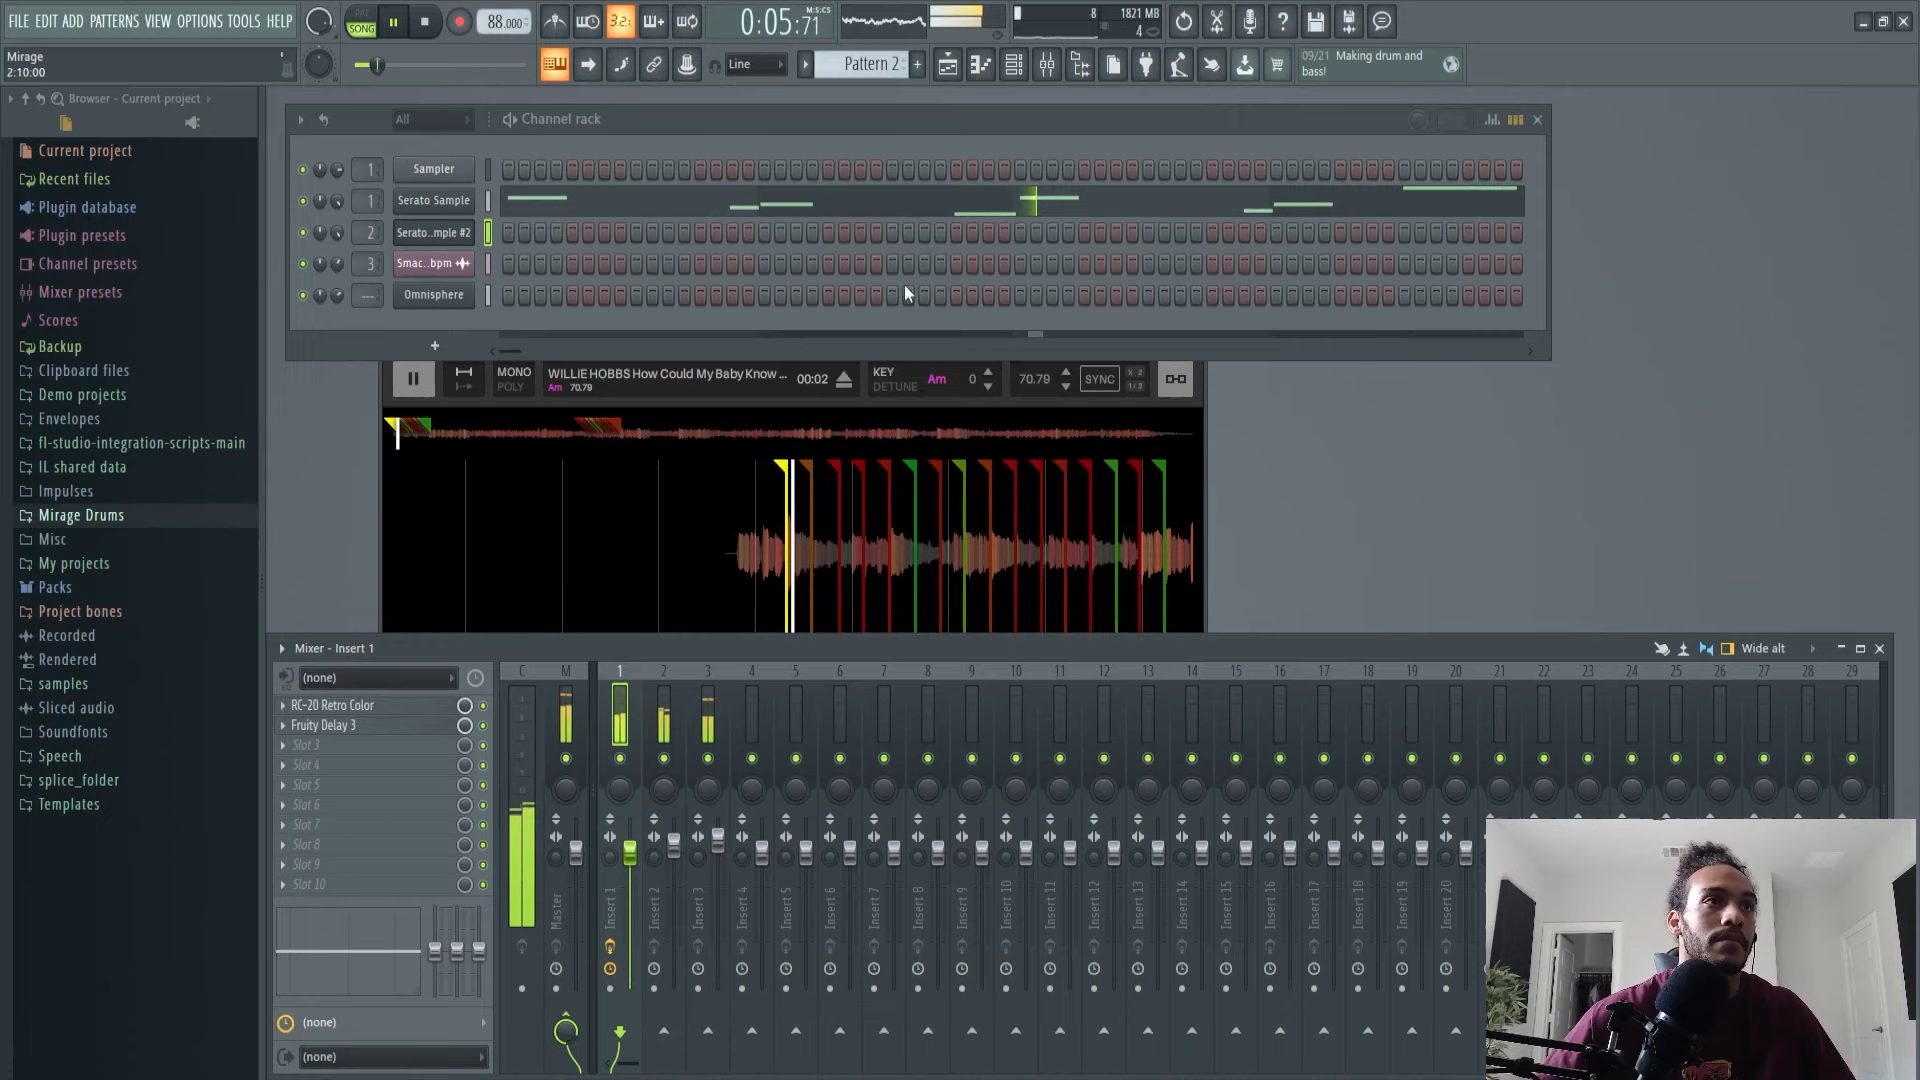 FILE EDIT ADD PATTERNS VIEW OPTIONS TOOLS HELP
PAT
SONG
88.000
3.2.
0:05:71
M:S:CS
8
1821 MB
4
Mirage
2:10:00
Line
Pattern 2
09/21 Making drum and
bass!
Browser - Current project
Current project
Recent files
Plugin database
Plugin presets
Channel presets
Mixer presets
Scores
Backup
Clipboard files
Demo projects
Envelopes
fl-studio-integration-scripts-main
IL shared data
Impulses
Mirage Drums
Misc
My projects
Packs
Project bones
Recorded
Rendered
samples
Sliced audio
Soundfonts
Speech
splice_folder
Templates
All
Channel rack
1 Sampler
1 Serato Sample
2 Serato..mple #2
3 Smac..bpm
--- Omnisphere
MONO
POLY
WILLIE HOBBS How Could My Baby Know ...
Am 70.79
00:02
KEY
DETUNE
Am
0
70.79
SYNC
X 2
1/2
Mixer - Insert 1
Wide alt
(none)
RC-20 Retro Color
Fruity Delay 3
Slot 3
Slot 4
Slot 5
Slot 6
Slot 7
Slot 8
Slot 9
Slot 10
(none)
(none)
C M 1 2 3 4 5 6 7 8 9 10 11 12 13 14 15 16 17 18 19 20 21 22 23 24 25 26 27 28 29
Master
Insert 1
Insert 2
Insert 3
Insert 4
Insert 5
Insert 6
Insert 7
Insert 8
Insert 9
Insert 10
Insert 11
Insert 12
Insert 13
Insert 14
Insert 15
Insert 16
Insert 17
Insert 18
Insert 19
Insert 20